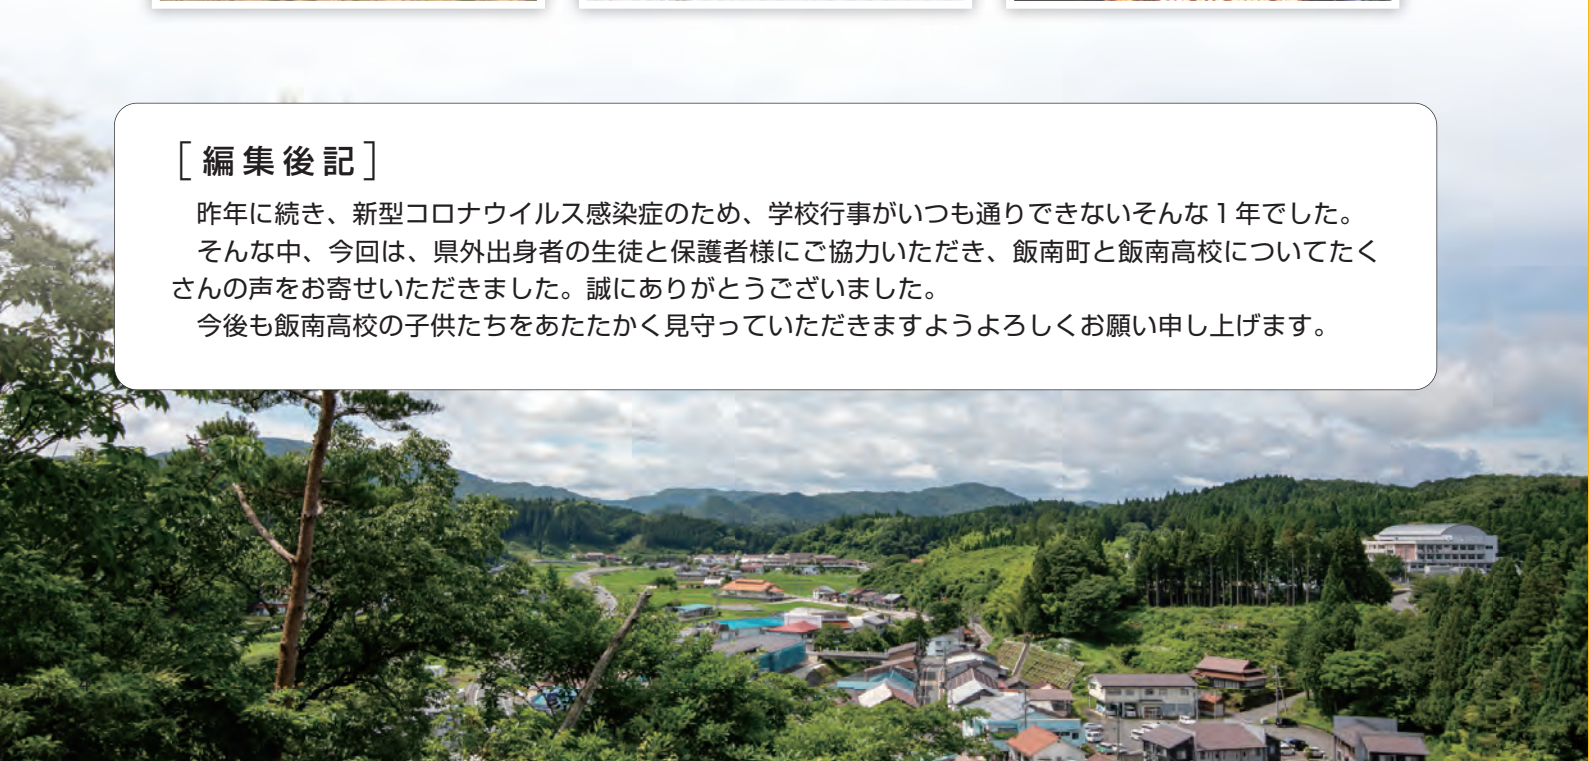 ［編集後記］
　昨年に続き、新型コロナウイルス感染症のため、学校行事がいつも通りできないそんな１年でした。
　そんな中、今回は、県外出身者の生徒と保護者様にご協力いただき、飯南町と飯南高校についてたく
さんの声をお寄せいただきました。誠にありがとうございました。
　今後も飯南高校の子供たちをあたたかく見守っていただきますようよろしくお願い申し上げます。